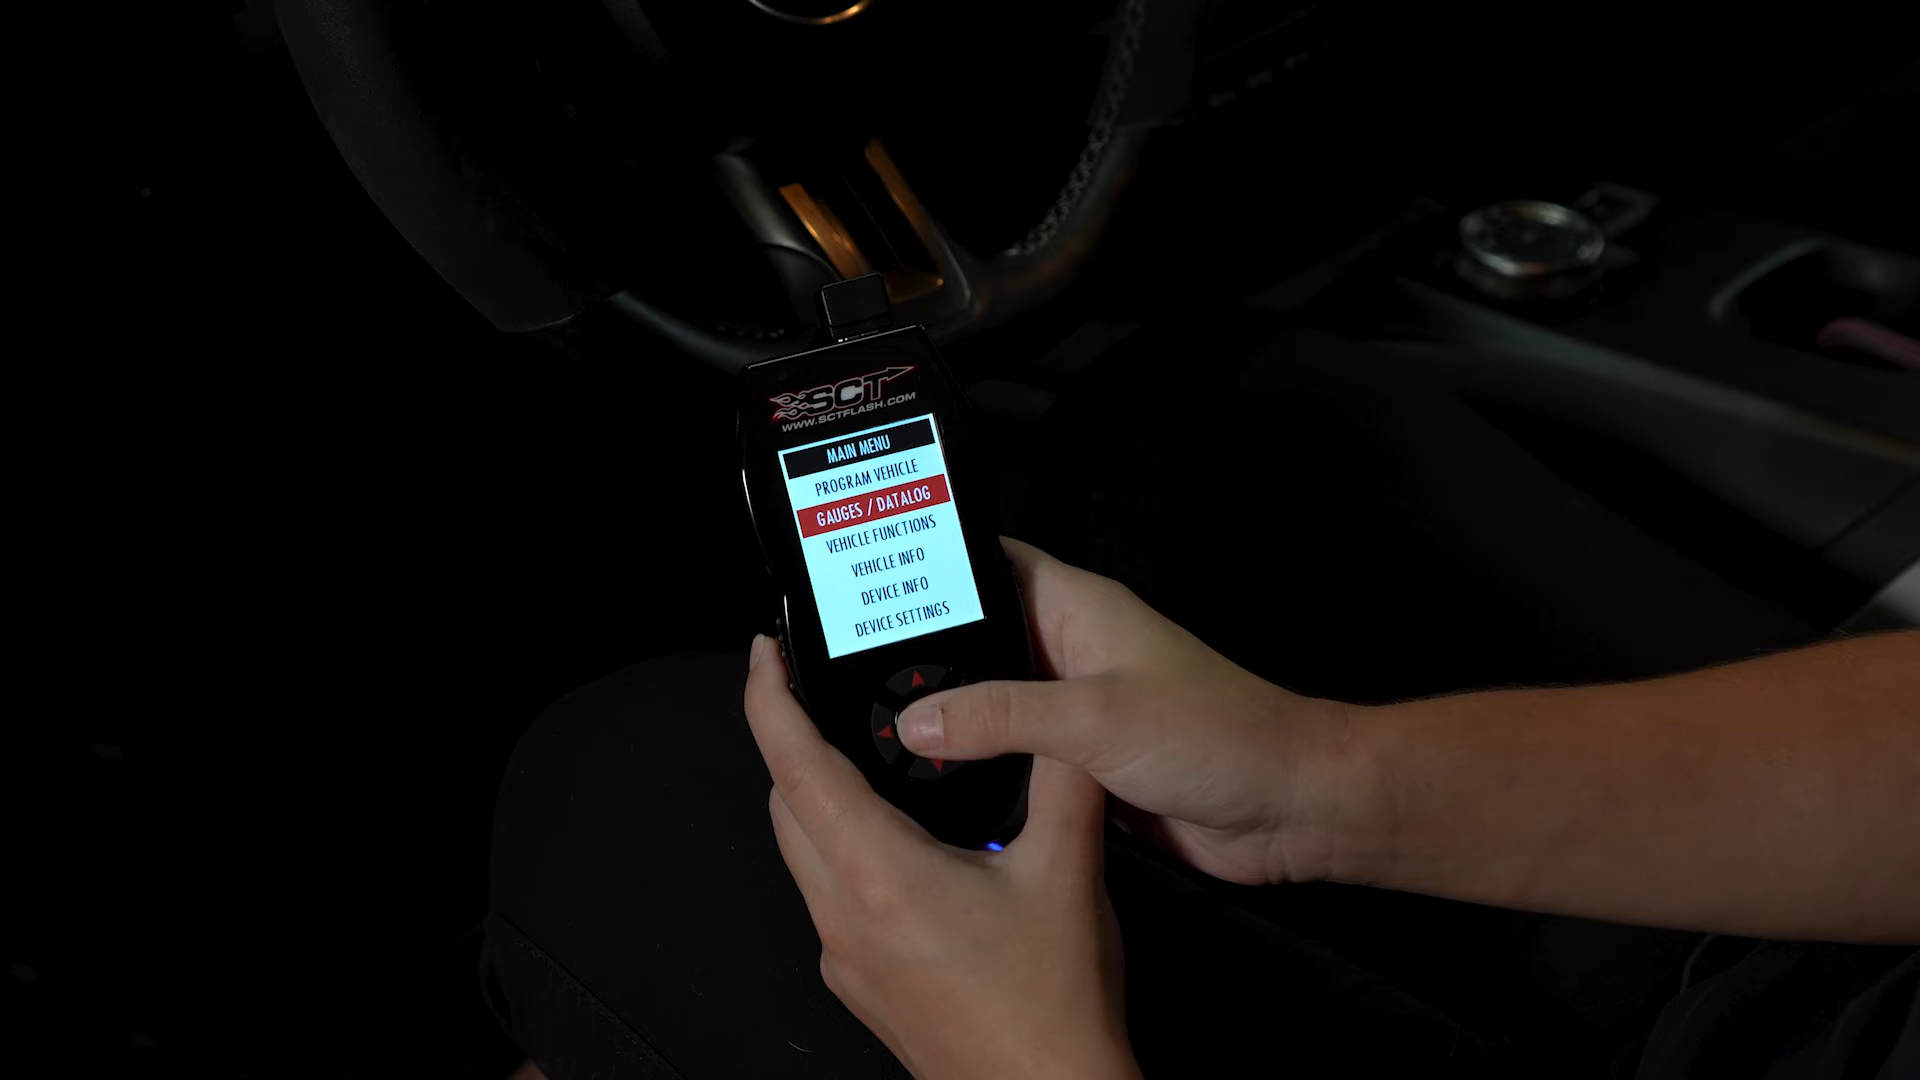 SCT
WWW.SCTFLASH.COM
MAIN MENU
PROGRAM VEHICLE
GAUGES / DATALOG
VEHICLE FUNCTIONS
VEHICLE INFO
DEVICE INFO
DEVICE SETTINGS